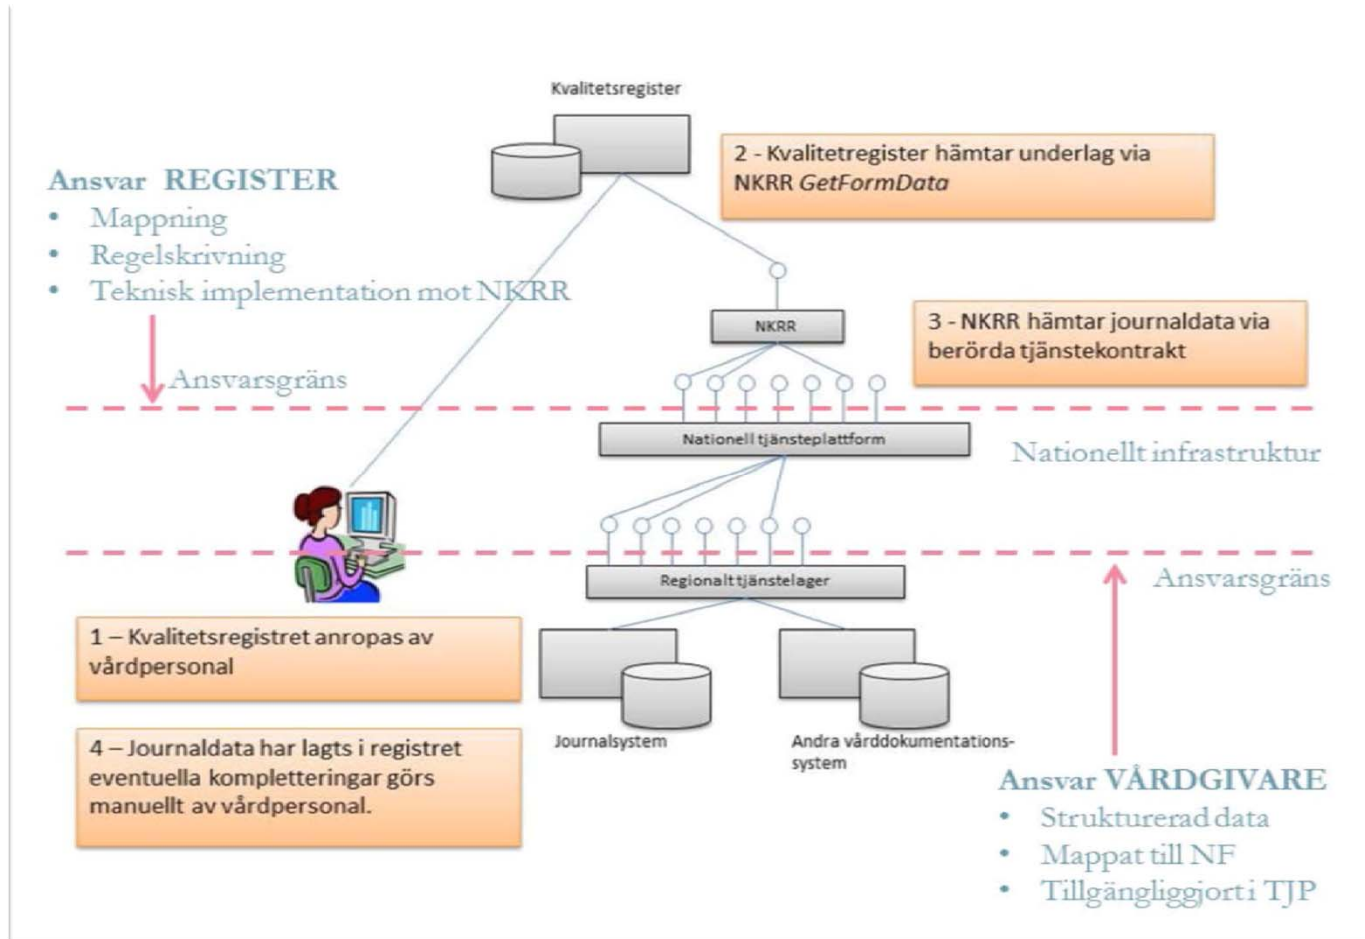 Kvalitetsregister
2 - Kvalitetregister hämtar underlag via
NKRR GetFormData
Ansvar REGISTER
• Mappning
• Regelskrivning
• Teknisk implementation mot NKRR
NKRR
3 - NKRR hämtar journaldata via
berörda tjänstekontrakt
Ansvarsgräns
Nationell tjänsteplattform
Nationellt infrastruktur
Regionalt tjänstelager
Ansvarsgräns
1 – Kvalitetsregistret anropas av
vårdpersonal
4 – Journaldata har lagts i registret
eventuella kompletteringar görs
manuellt av vårdpersonal.
Journalsystem
Andra vårddokumentations-
system
Ansvar VÅRDGIVARE
• Strukturerad data
• Mappat till NF
• Tillgängliggjort i TJP